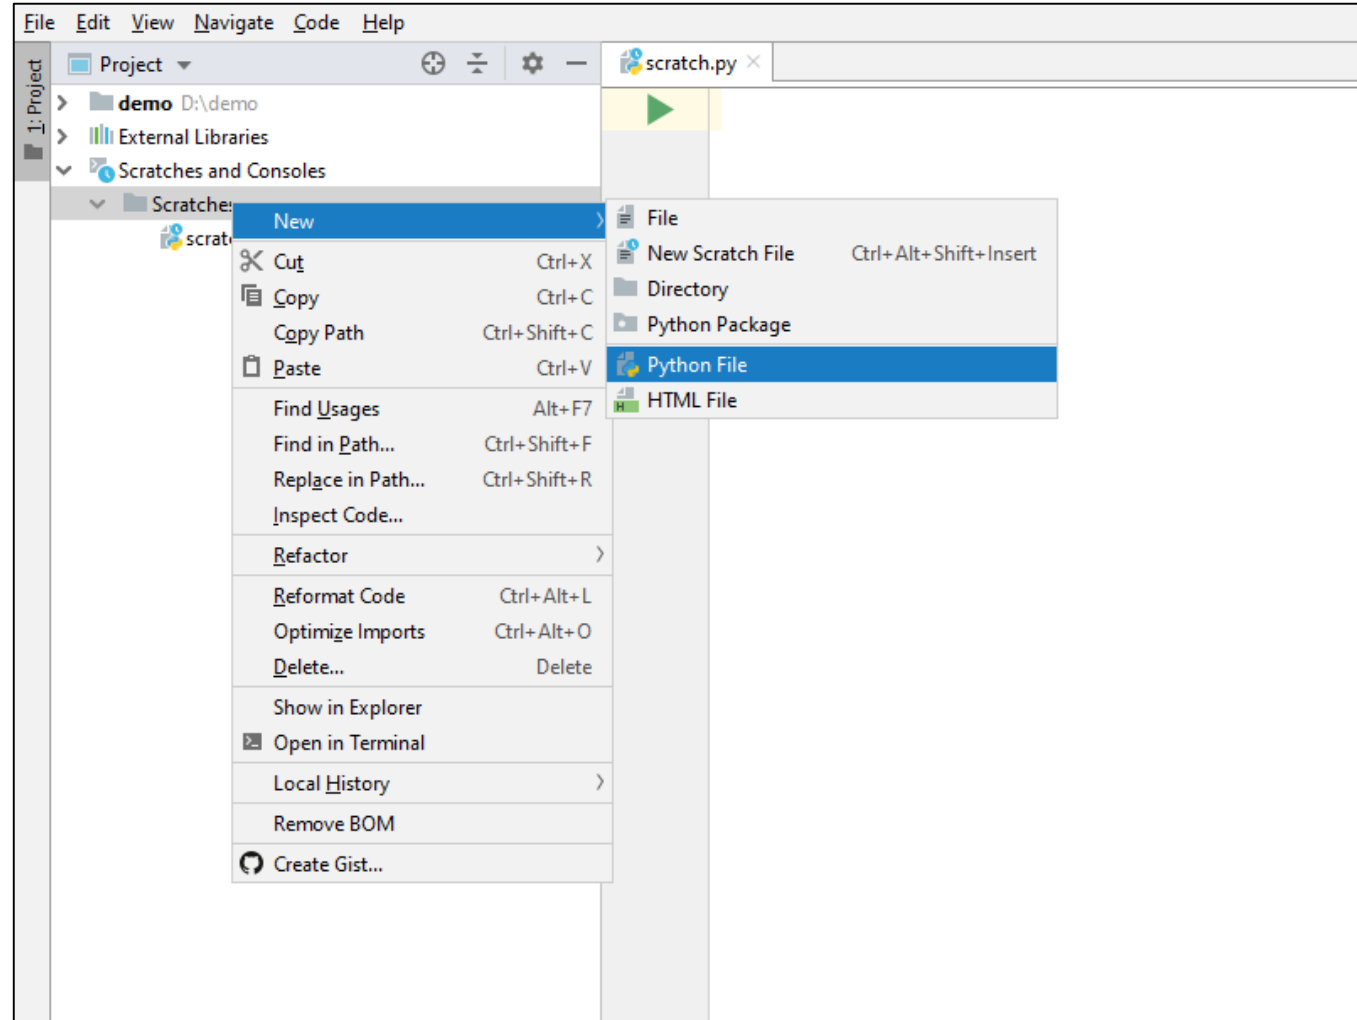 File Edit View Navigate Code Help
1: Project
Project
scratch.py
demo D:\demo
External Libraries
Scratches and Consoles
Scratches
scrat
New
Cut Ctrl+X
Copy Ctrl+C
Copy Path Ctrl+Shift+C
Paste Ctrl+V
Find Usages Alt+F7
Find in Path... Ctrl+Shift+F
Replace in Path... Ctrl+Shift+R
Inspect Code...
Refactor
Reformat Code Ctrl+Alt+L
Optimize Imports Ctrl+Alt+O
Delete... Delete
Show in Explorer
Open in Terminal
Local History
Remove BOM
Create Gist...
File
New Scratch File Ctrl+Alt+Shift+Insert
Directory
Python Package
Python File
H HTML File